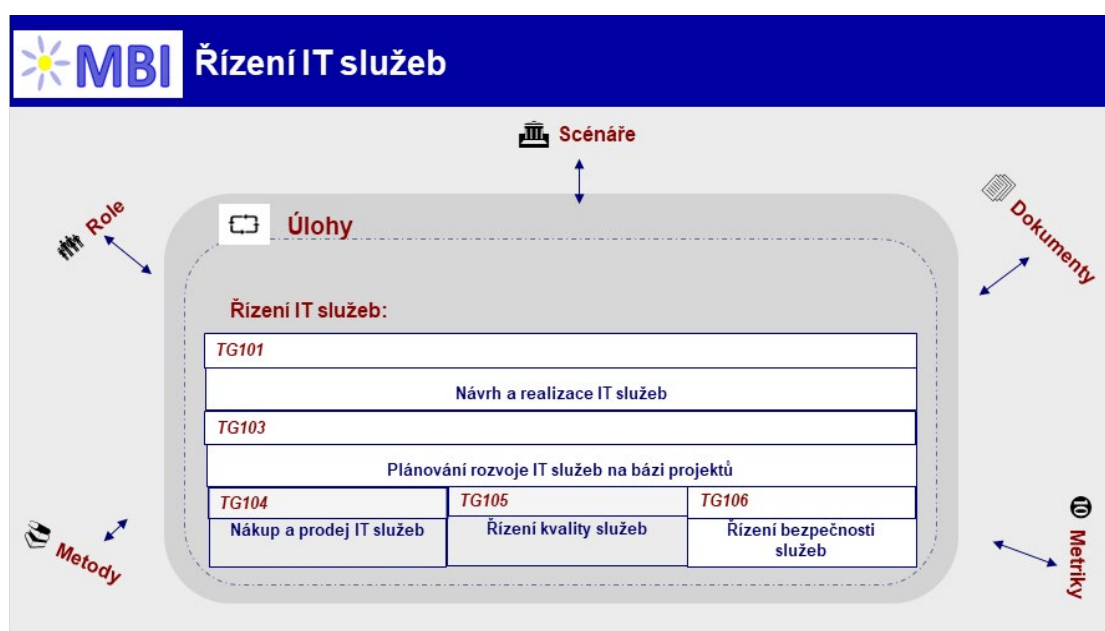 MBI
Řízení IT služeb
Scénáře
Role
Dokumenty
Úlohy
Řízení IT služeb:
TG101
Návrh a realizace IT služeb
TG103
Plánování rozvoje IT služeb na bázi projektů
TG104
Nákup a prodej IT služeb
TG105
Řízení kvality služeb
TG106
Řízení bezpečnosti
služeb
Metody
10
Metriky